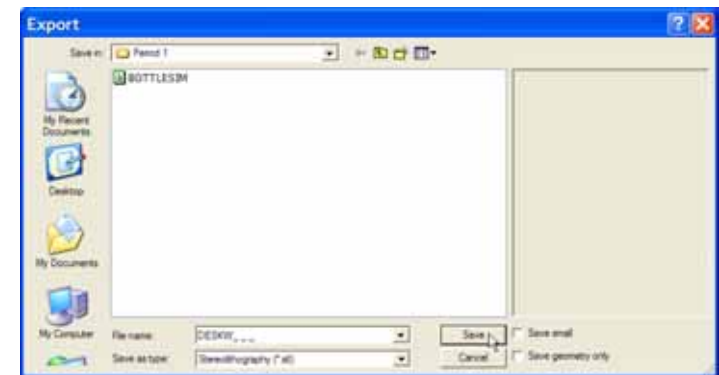 Export
Save in: Period 1
BOTTLESIM
My Recent
Documents
Desktop
My Documents
My Computer
File name: DESKW_ _ _
Save as type: Stereolithography (*.stl)
Save
Cancel
Save email
Save geometry only